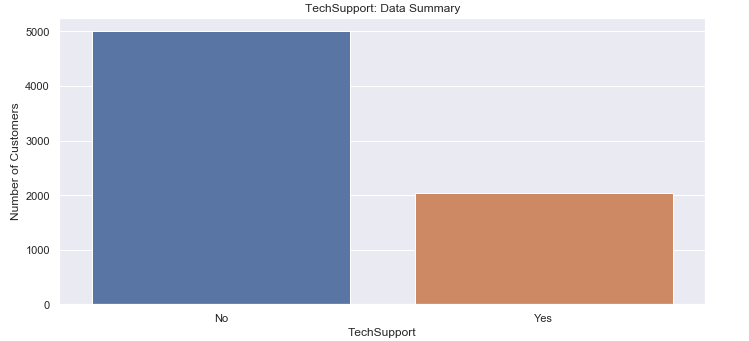 TechSupport: Data Summary
Number of Customers
5000
4000
3000
2000
1000
0
No Yes
TechSupport